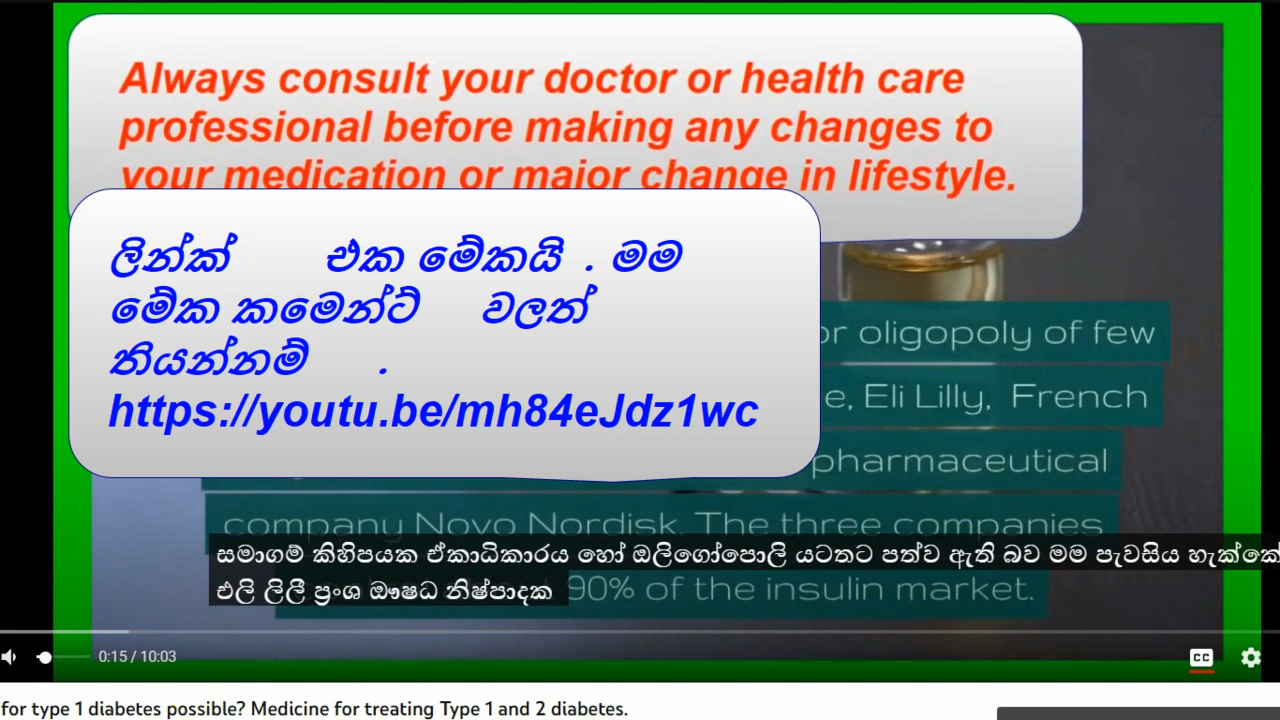 Always consult your doctor or health care
professional before making any changes to
your medication or major change in lifestyle.
ලින්ක් එක මේකයි . මම
මේක කමෙන්ට් වලත්
තියන්නම් .
https://youtu.be/mh84eJdz1wc
or oligopoly of few
e, Eli Lilly, French
pharmaceutical
company Novo Nordisk. The three companies
සමාගම් කිහිපයක ඒකාධිකාරය හෝ ඔලිගෝපොලි යටතට පත්ව ඇති බව මම පැවසිය හැක්කේ
එලි ලිලී ප්‍රංශ ඖෂධ නිෂ්පාදක
90% of the insulin market.
0:15 / 10:03
CC
for type 1 diabetes possible? Medicine for treating Type 1 and 2 diabetes.